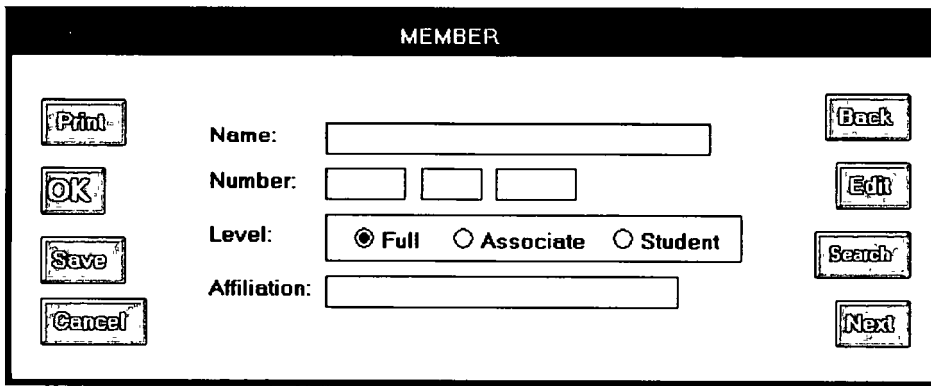 MEMBER
Print
OK
Save
Cancel
Name:
Number:
Level:
Full Associate Student
Affiliation:
Back
Edit
Search
Next